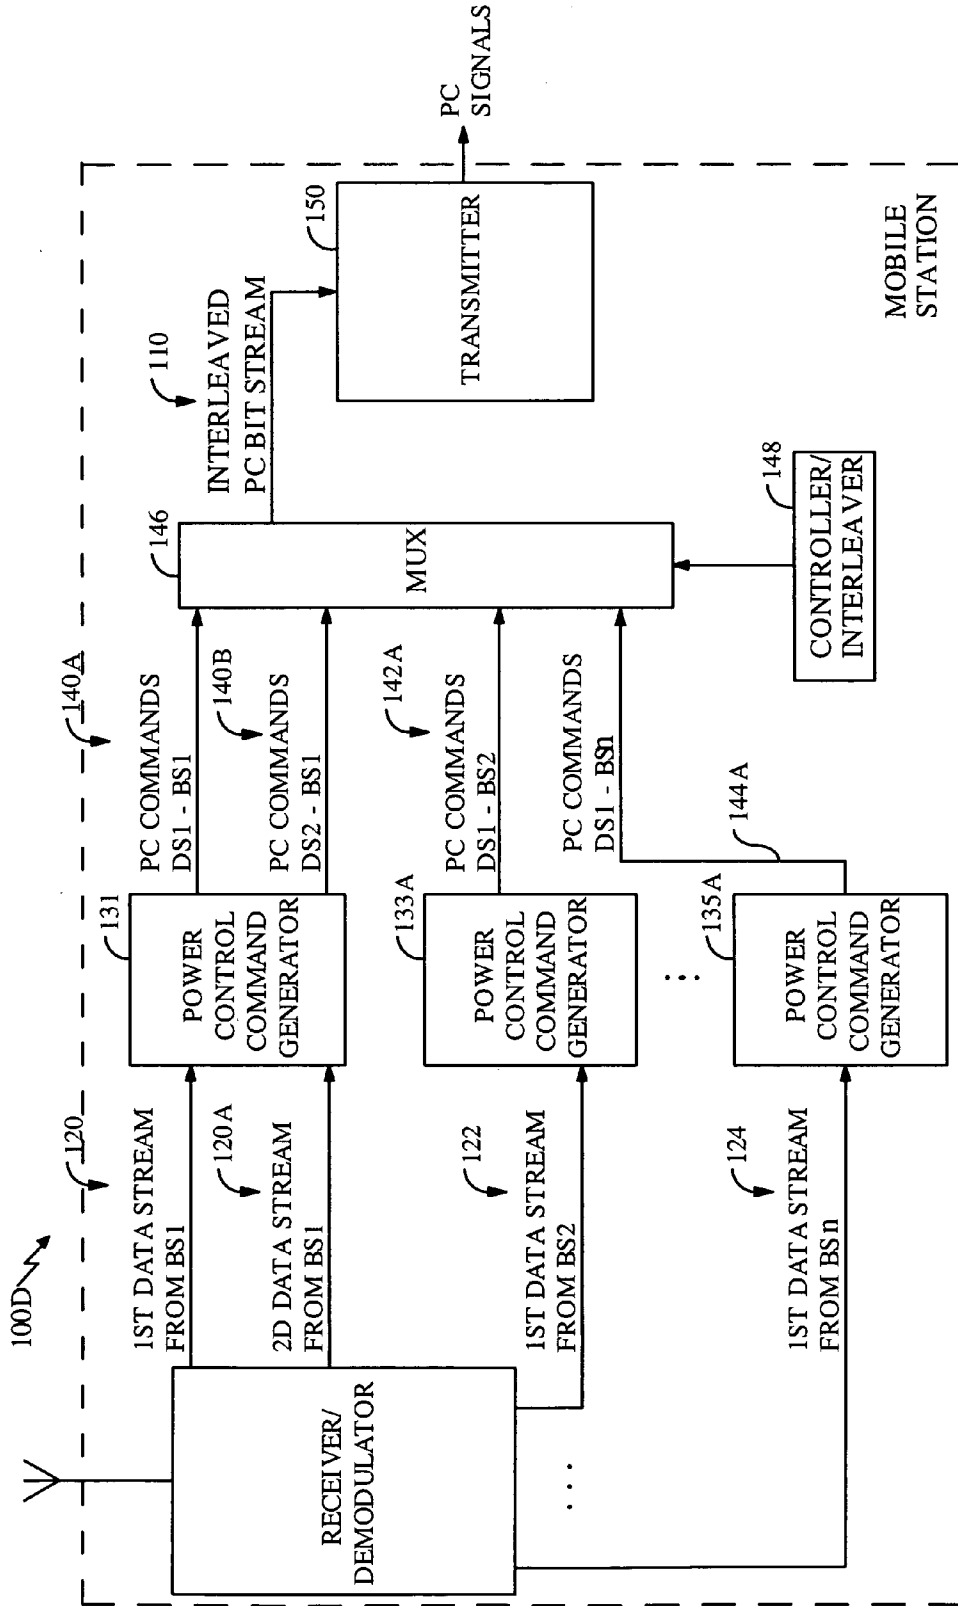 100D
120
1ST DATA STREAM
FROM BS1
120A
2D DATA STREAM
FROM BS1
122
1ST DATA STREAM
FROM BS2
124
1ST DATA STREAM
FROM BSn
RECEIVER/
DEMODULATOR
...
131
POWER
CONTROL
COMMAND
GENERATOR
133A
POWER
CONTROL
COMMAND
GENERATOR
...
135A
POWER
CONTROL
COMMAND
GENERATOR
140A
PC COMMANDS
DS1 - BS1
140B
PC COMMANDS
DS2 - BS1
142A
PC COMMANDS
DS1 - BS2
PC COMMANDS
DS1 - BSn
144A
146
MUX
148
CONTROLLER/
INTERLEAVER
110
INTERLEAVED
PC BIT STREAM
150
TRANSMITTER
PC
SIGNALS
MOBILE
STATION